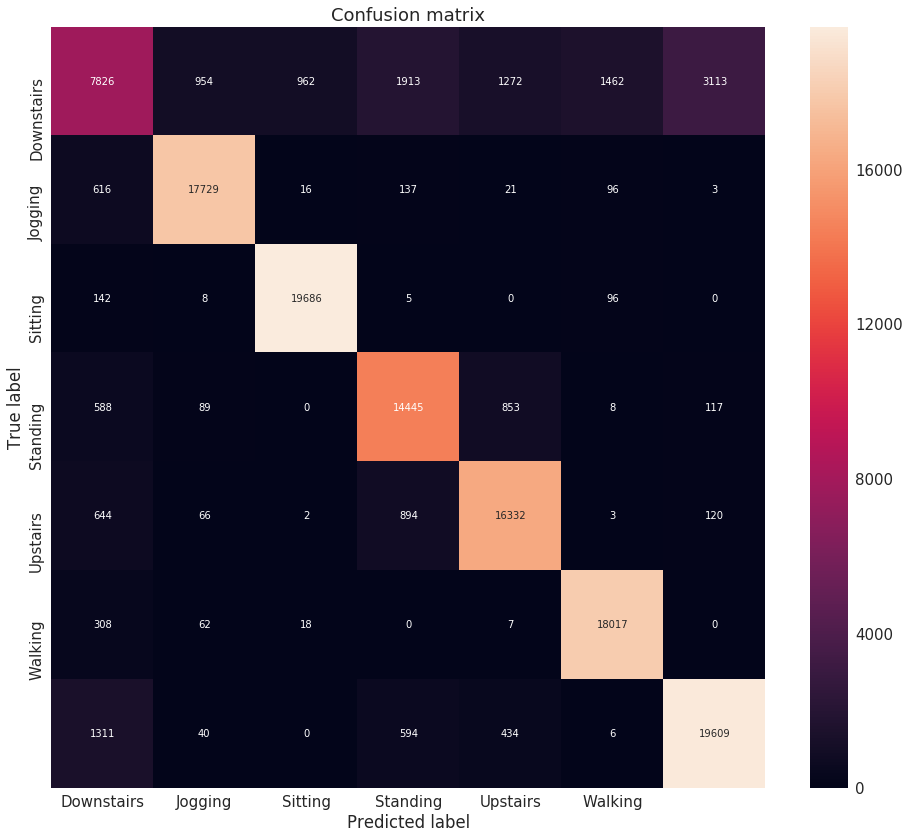 Confusion matrix
Downstairs 7826 954 962 1913 1272 1462 3113
Jogging 616 17729 16 137 21 96 3
Sitting 142 8 19686 5 0 96 0
Standing 588 89 0 14445 853 8 117
Upstairs 644 66 2 894 16332 3 120
Walking 308 62 18 0 7 18017 0
1311 40 0 594 434 6 19609
True label
Downstairs Jogging Sitting Standing Upstairs Walking
Predicted label
16000
12000
8000
4000
0